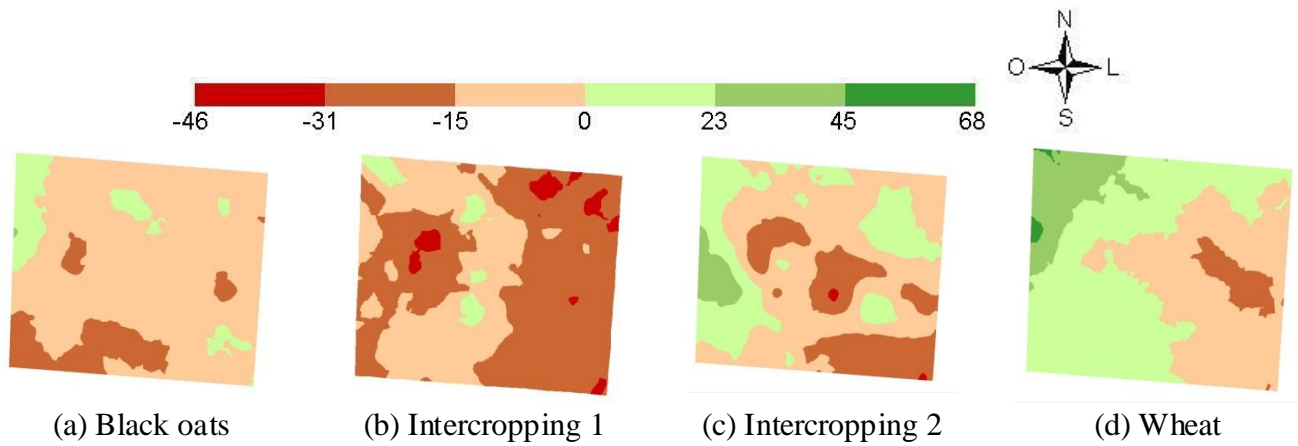 N
O L
S
-46 -31 -15 0 23 45 68
(a) Black oats (b) Intercropping 1 (c) Intercropping 2 (d) Wheat